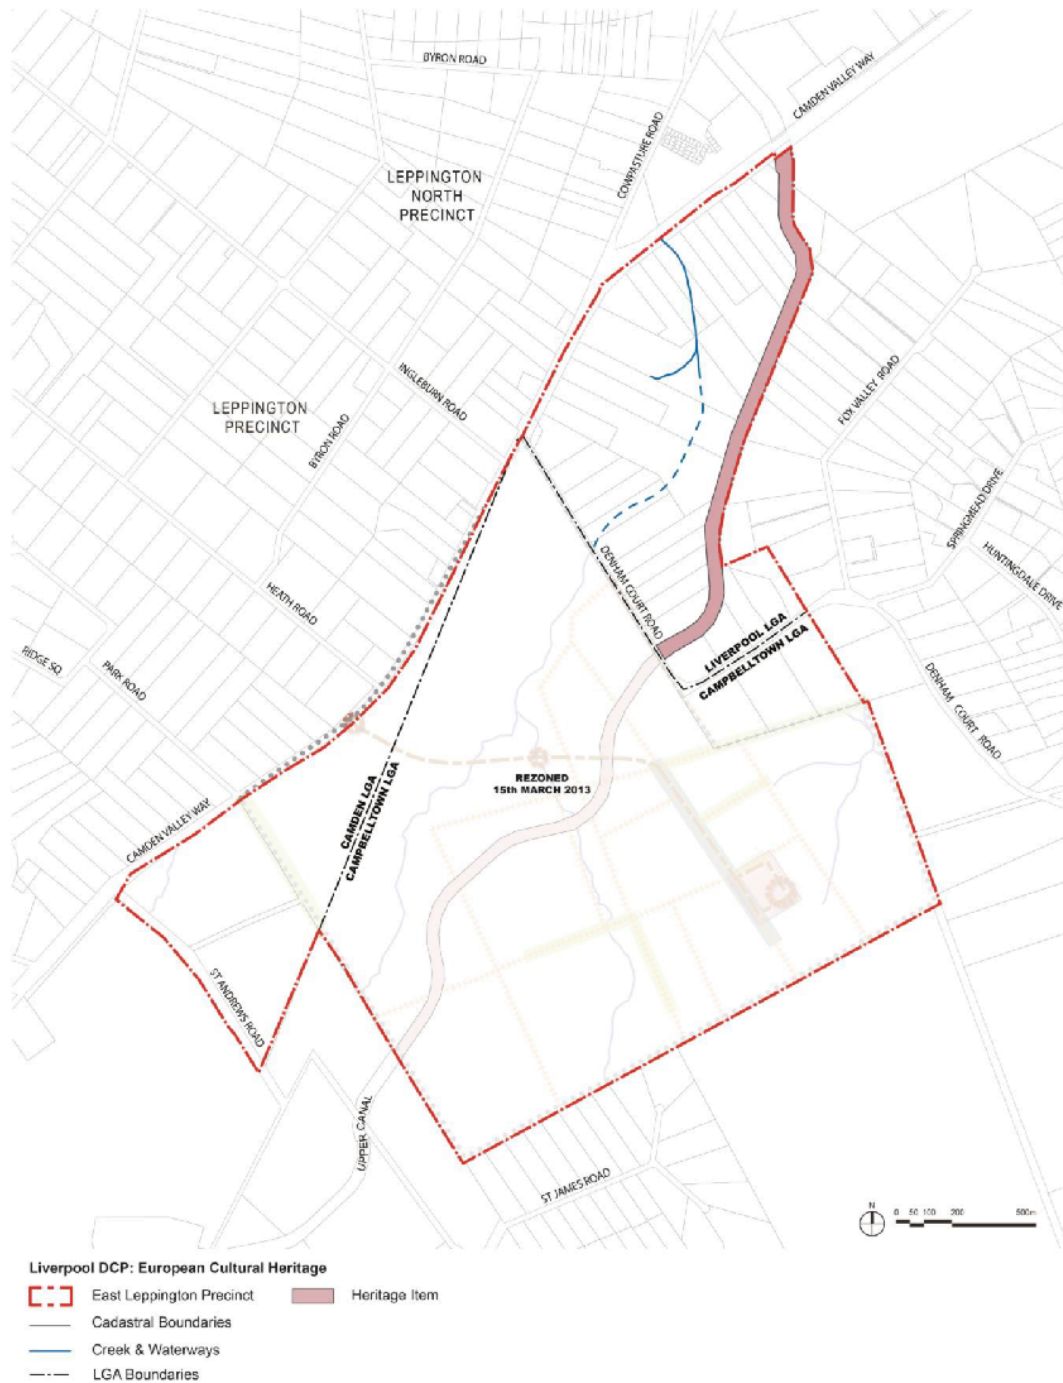 BYRON ROAD
CAMDEN VALLEY WAY
COWPASTURE ROAD
LEPPINGTON
NORTH
PRECINCT
INGLEBURN ROAD
LEPPINGTON
PRECINCT
BYRON ROAD
FOX VALLEY ROAD
SPRINGMEAD DRIVE
HUNTINGDALE DRIVE
DENHAM COURT ROAD
HEATH ROAD
RIDGE SQ
PARK ROAD
LIVERPOOL LGA
CAMPBELLTOWN LGA
DENHAM COURT ROAD
REZONED
15th MARCH 2013
CAMDEN LGA
CAMPBELLTOWN LGA
CAMDEN VALLEY WAY
ST ANDREWS ROAD
UPPER CANAL
ST JAMES ROAD
N
0 50 100 200 500m
Liverpool DCP: European Cultural Heritage
East Leppington Precinct
Heritage Item
Cadastral Boundaries
Creek & Waterways
LGA Boundaries